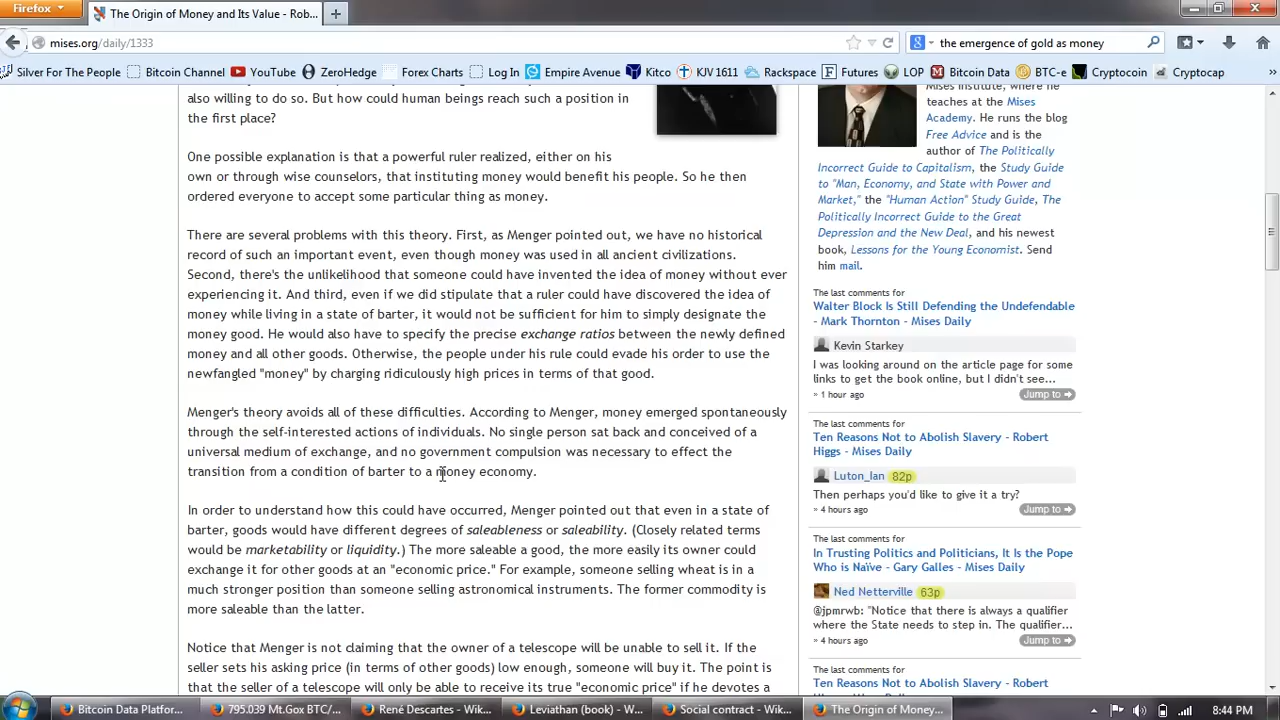 Firefox
The Origin of Money and Its Value - Rob...
mises.org/daily/1333
the emergence of gold as money
Silver For The People
Bitcoin Channel
YouTube
ZeroHedge
Forex Charts
Log In
Empire Avenue
Kitco
KJV 1611
Rackspace
Futures
LOP
Bitcoin Data
BTC-e
Cryptocoin
Cryptocap
»
also willing to do so. But how could human beings reach such a position in
the first place?
One possible explanation is that a powerful ruler realized, either on his
own or through wise counselors, that instituting money would benefit his people. So he then
ordered everyone to accept some particular thing as money.
There are several problems with this theory. First, as Menger pointed out, we have no historical
record of such an important event, even though money was used in all ancient civilizations.
Second, there's the unlikelihood that someone could have invented the idea of money without ever
experiencing it. And third, even if we did stipulate that a ruler could have discovered the idea of
money while living in a state of barter, it would not be sufficient for him to simply designate the
money good. He would also have to specify the precise exchange ratios between the newly defined
money and all other goods. Otherwise, the people under his rule could evade his order to use the
newfangled "money" by charging ridiculously high prices in terms of that good.
Menger's theory avoids all of these difficulties. According to Menger, money emerged spontaneously
through the self-interested actions of individuals. No single person sat back and conceived of a
universal medium of exchange, and no government compulsion was necessary to effect the
transition from a condition of barter to a money economy.
In order to understand how this could have occurred, Menger pointed out that even in a state of
barter, goods would have different degrees of saleableness or saleability. (Closely related terms
would be marketability or liquidity.) The more saleable a good, the more easily its owner could
exchange it for other goods at an "economic price." For example, someone selling wheat is in a
much stronger position than someone selling astronomical instruments. The former commodity is
more saleable than the latter.
Notice that Menger is not claiming that the owner of a telescope will be unable to sell it. If the
seller sets his asking price (in terms of other goods) low enough, someone will buy it. The point is
that the seller of a telescope will only be able to receive its true "economic price" if he devotes a
Mises Institute, where he
teaches at the Mises
Academy. He runs the blog
Free Advice and is the
author of The Politically
Incorrect Guide to Capitalism, the Study Guide
to "Man, Economy, and State with Power and
Market," the "Human Action" Study Guide, The
Politically Incorrect Guide to the Great
Depression and the New Deal, and his newest
book, Lessons for the Young Economist. Send
him mail.
The last comments for
Walter Block Is Still Defending the Undefendable
- Mark Thornton - Mises Daily
Kevin Starkey
I was looking around on the article page for some
links to get the book online, but I didn't see...
» 1 hour ago
Jump to
The last comments for
Ten Reasons Not to Abolish Slavery - Robert
Higgs - Mises Daily
Luton_Ian 82p
Then perhaps you'd like to give it a try?
» 4 hours ago
Jump to
The last comments for
In Trusting Politics and Politicians, It Is the Pope
Who is Naïve - Gary Galles - Mises Daily
Ned Netterville 63p
@jpmrwb: "Notice that there is always a qualifier
where the State needs to step in. The qualifier...
» 4 hours ago
Jump to
The last comments for
Ten Reasons Not to Abolish Slavery - Robert
Bitcoin Data Platfor...
795.039 Mt.Gox BTC/...
René Descartes - Wik...
Leviathan (book) - W...
Social contract - Wik...
The Origin of Money...
8:44 PM